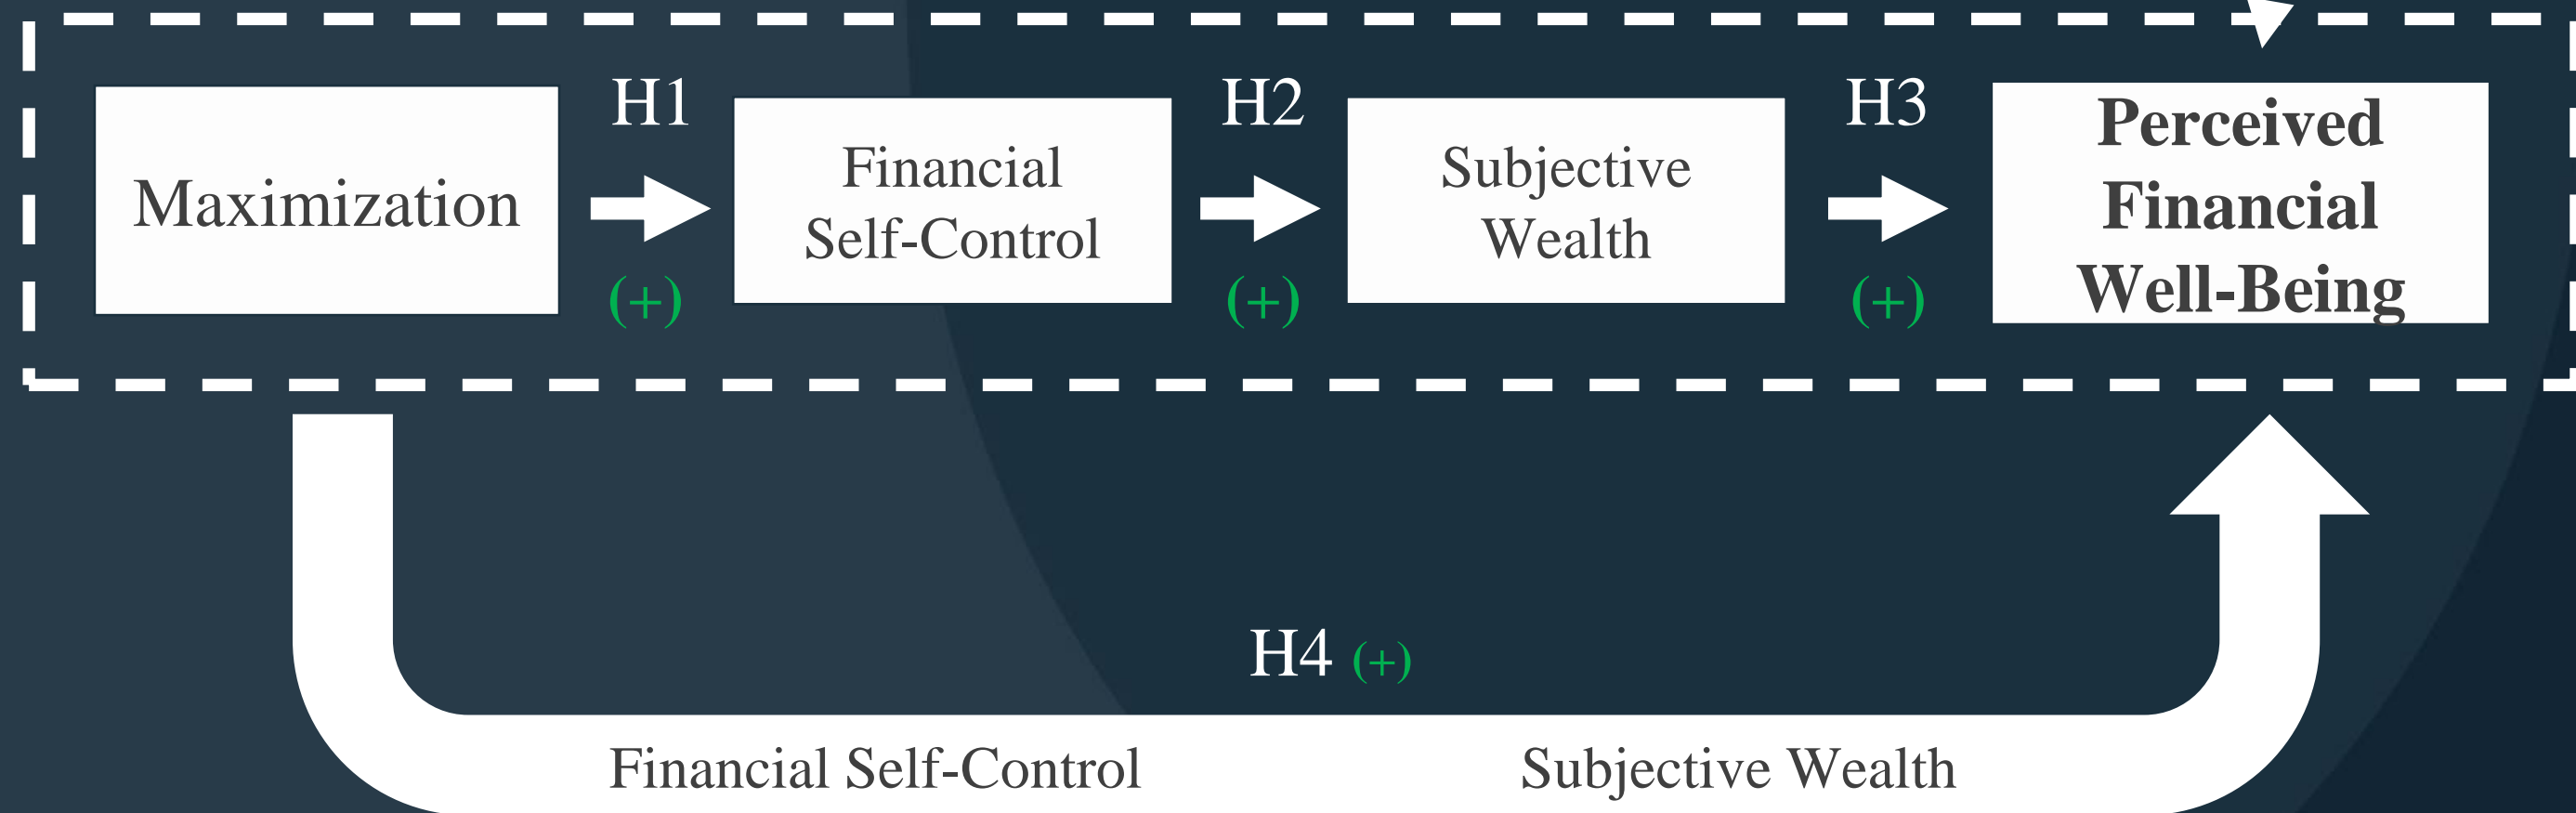 H1
H2
H3
Maximization
Financial
Self-Control
Subjective
Wealth
Perceived
Financial
Well-Being
(+)
(+)
(+)
H4 (+)
Financial Self-Control
Subjective Wealth